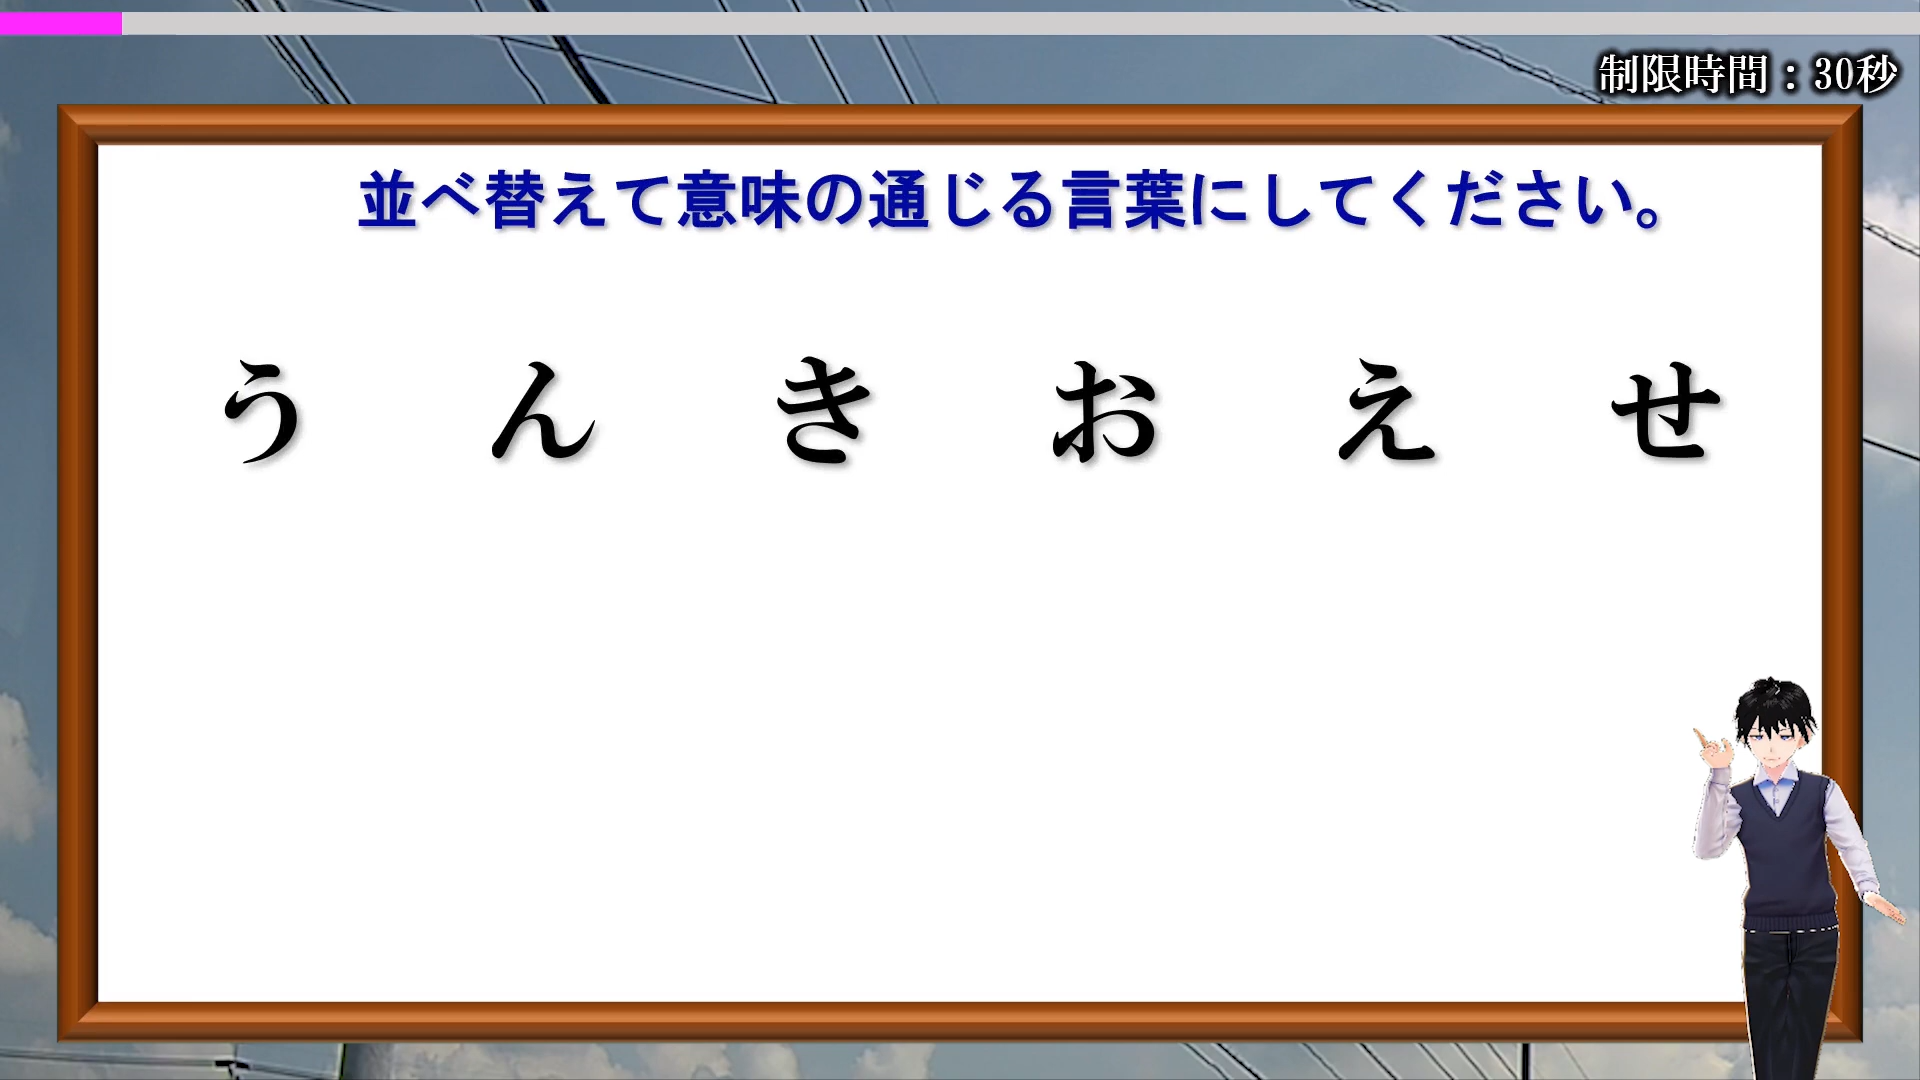 制限時間：30秒
並べ替えて意味の通じる言葉にしてください。
う ん き お え せ